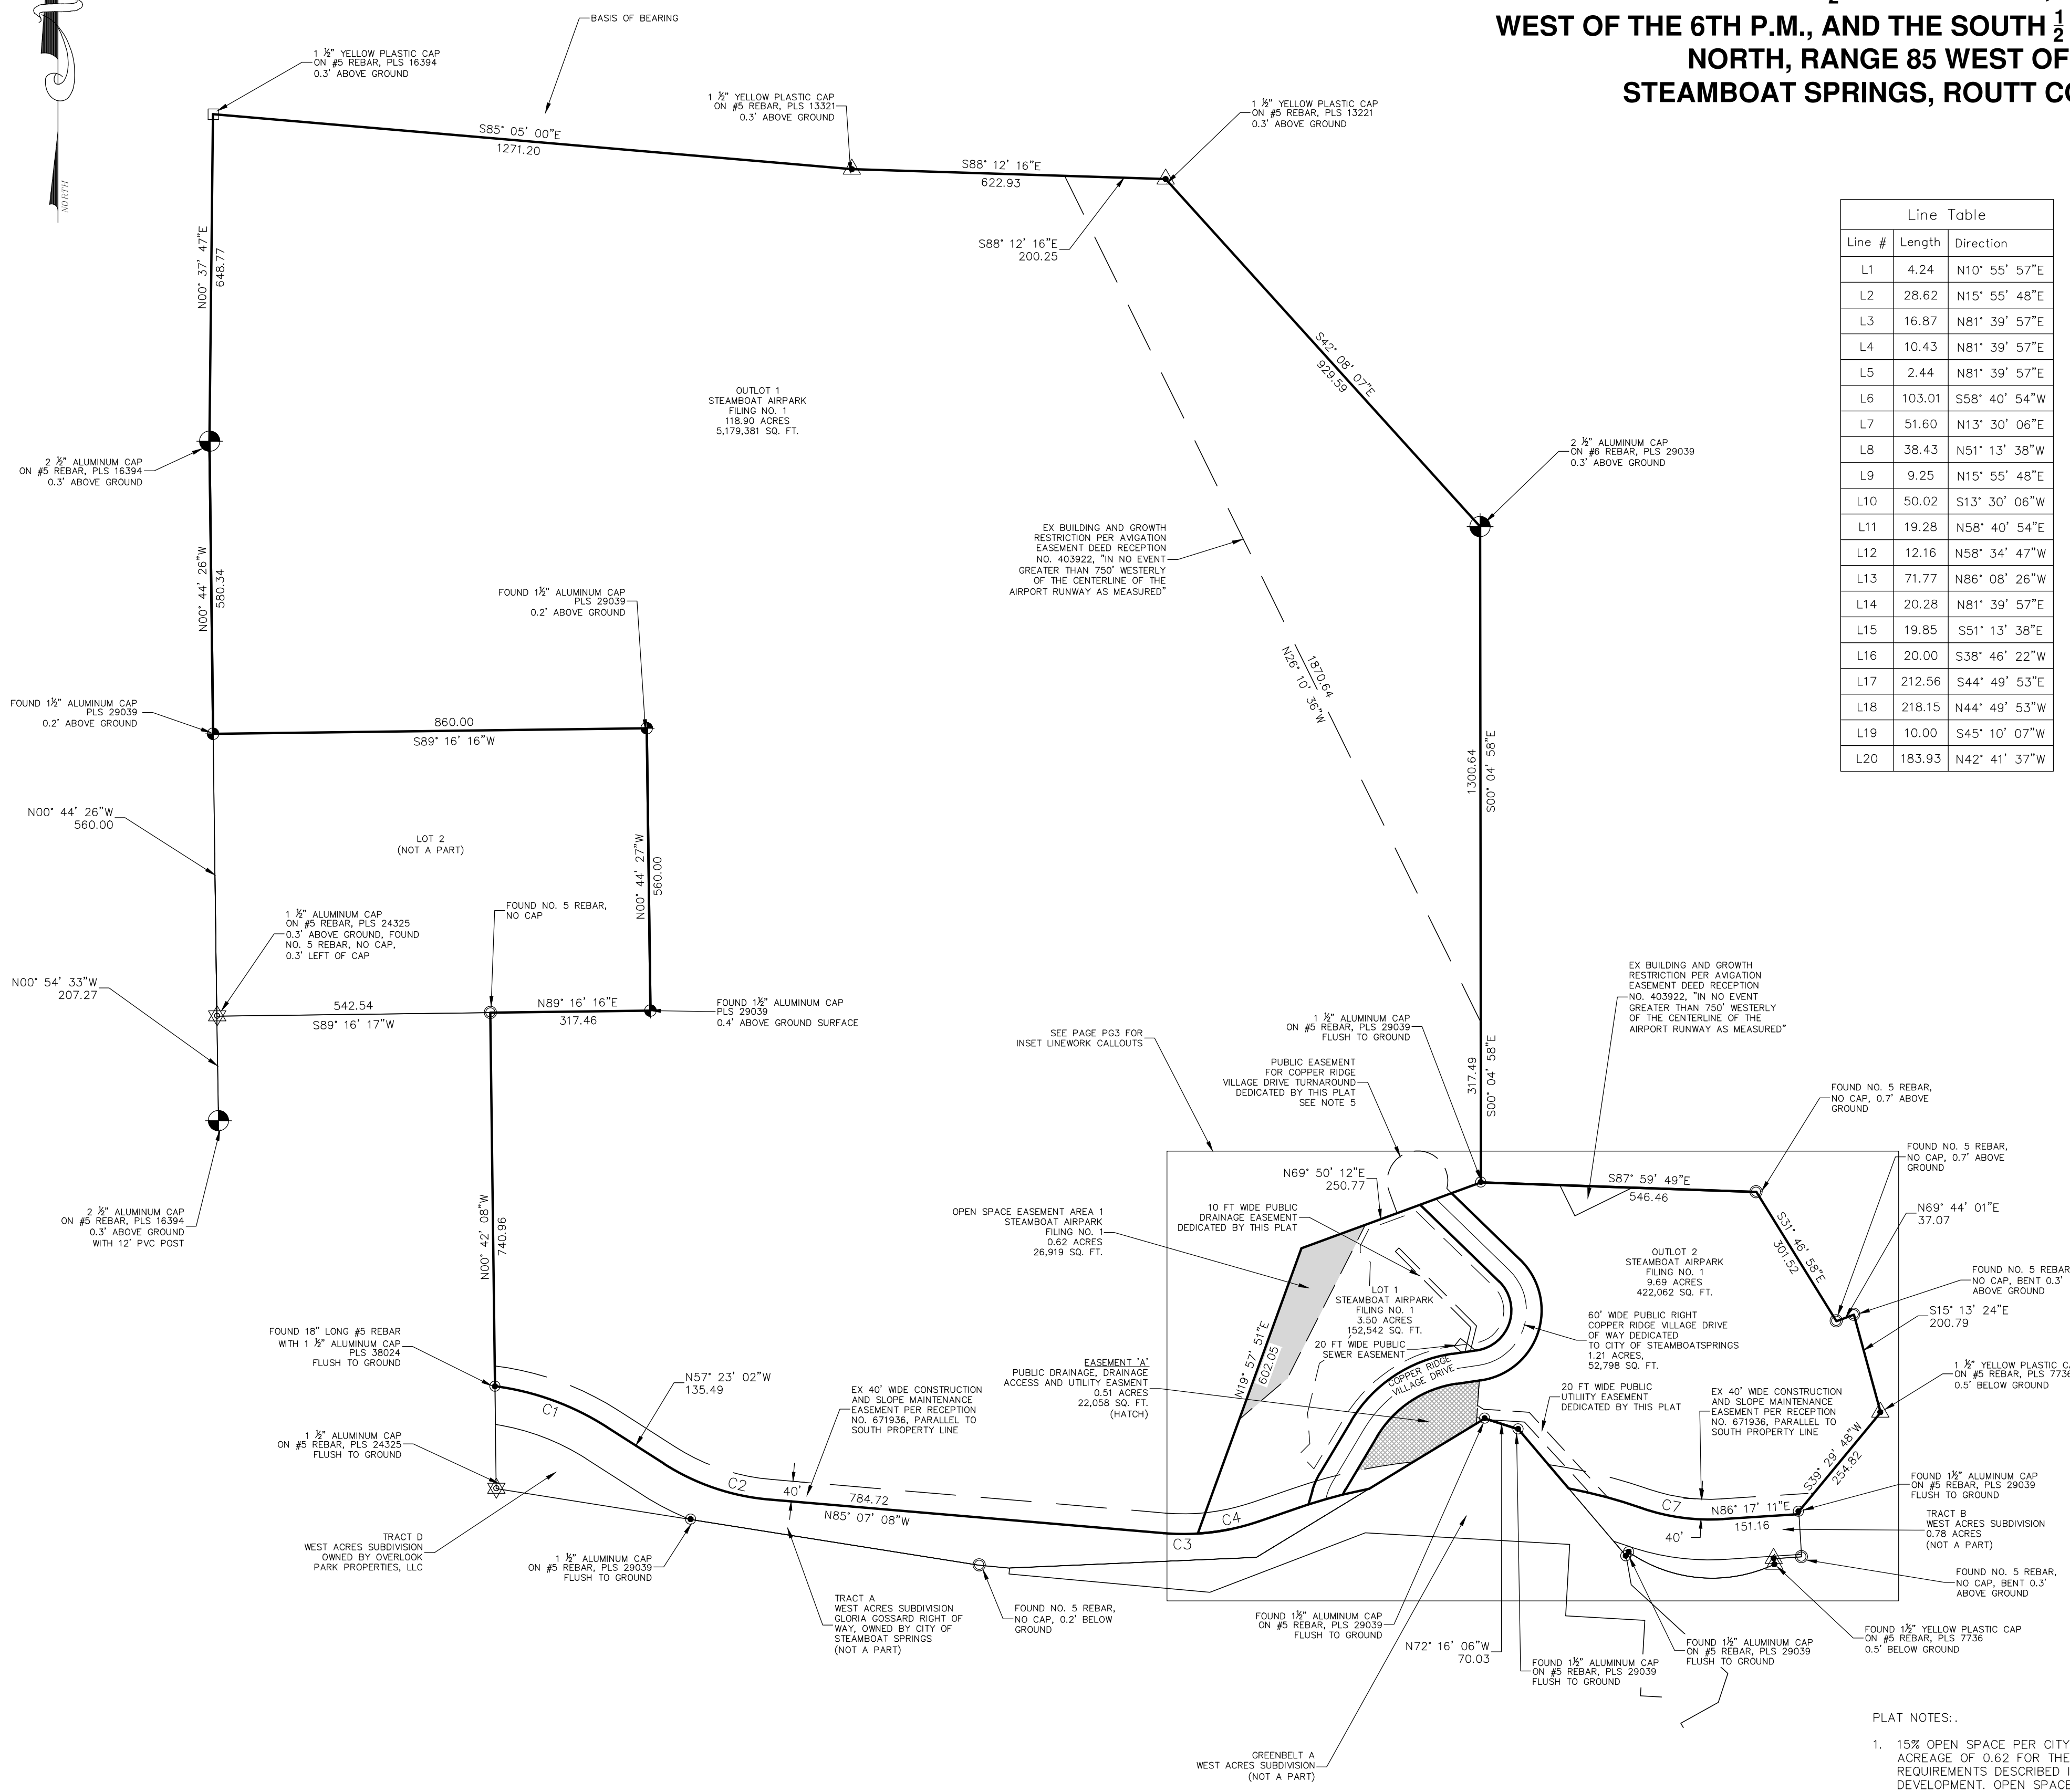 WEST OF THE 6TH P.M., AND THE SOUTH 1/2
NORTH, RANGE 85 WEST OF
STEAMBOAT SPRINGS, ROUTT CO
NORTH
BASIS OF BEARING
1 ½" YELLOW PLASTIC CAP
ON #5 REBAR, PLS 16394
0.3' ABOVE GROUND
1 ½" YELLOW PLASTIC CAP
ON #5 REBAR, PLS 13321
0.3' ABOVE GROUND
1 ½" YELLOW PLASTIC CAP
ON #5 REBAR, PLS 13221
0.3' ABOVE GROUND
S85° 05' 00"E
1271.20
S88° 12' 16"E
622.93
S88° 12' 16"E
200.25
N00° 37' 47"E
648.77
S42° 08' 07"E
929.59
OUTLOT 1
STEAMBOAT AIRPARK
FILING NO. 1
118.90 ACRES
5,179,381 SQ. FT.
Line Table
Line # Length Direction
L1 4.24 N10° 55' 57"E
L2 28.62 N15° 55' 48"E
L3 16.87 N81° 39' 57"E
L4 10.43 N81° 39' 57"E
L5 2.44 N81° 39' 57"E
L6 103.01 S58° 40' 54"W
L7 51.60 N13° 30' 06"E
L8 38.43 N51° 13' 38"W
L9 9.25 N15° 55' 48"E
L10 50.02 S13° 30' 06"W
L11 19.28 N58° 40' 54"E
L12 12.16 N58° 34' 47"W
L13 71.77 N86° 08' 26"W
L14 20.28 N81° 39' 57"E
L15 19.85 S51° 13' 38"E
L16 20.00 S38° 46' 22"W
L17 212.56 S44° 49' 53"E
L18 218.15 N44° 49' 53"W
L19 10.00 S45° 10' 07"W
L20 183.93 N42° 41' 37"W
2 ½" ALUMINUM CAP
ON #5 REBAR, PLS 16394
0.3' ABOVE GROUND
2 ½" ALUMINUM CAP
ON #6 REBAR, PLS 29039
0.3' ABOVE GROUND
EX BUILDING AND GROWTH
RESTRICTION PER AVIGATION
EASEMENT DEED RECEPTION
NO. 403922, "IN NO EVENT
GREATER THAN 750' WESTERLY
OF THE CENTERLINE OF THE
AIRPORT RUNWAY AS MEASURED"
N00° 44' 26"W
580.34
FOUND 1½" ALUMINUM CAP
PLS 29039
0.2' ABOVE GROUND
1870.64
N26° 10' 36"W
FOUND 1½" ALUMINUM CAP
PLS 29039
0.2' ABOVE GROUND
860.00
S89° 16' 16"W
1300.64
S00° 04' 58"E
N00° 44' 26"W
560.00
LOT 2
(NOT A PART)
N00° 44' 27"W
560.00
1 ½" ALUMINUM CAP
ON #5 REBAR, PLS 24325
0.3' ABOVE GROUND, FOUND
NO. 5 REBAR, NO CAP,
0.3' LEFT OF CAP
FOUND NO. 5 REBAR,
NO CAP
N00° 54' 33"W
207.27
542.54
S89° 16' 17"W
N89° 16' 16"E
317.46
FOUND 1½" ALUMINUM CAP
PLS 29039
0.4' ABOVE GROUND SURFACE
EX BUILDING AND GROWTH
RESTRICTION PER AVIGATION
EASEMENT DEED RECEPTION
NO. 403922, "IN NO EVENT
GREATER THAN 750' WESTERLY
OF THE CENTERLINE OF THE
AIRPORT RUNWAY AS MEASURED"
1 ½" ALUMINUM CAP
ON #5 REBAR, PLS 29039
FLUSH TO GROUND
SEE PAGE PG3 FOR
INSET LINEWORK CALLOUTS
PUBLIC EASEMENT
FOR COPPER RIDGE
VILLAGE DRIVE TURNAROUND
DEDICATED BY THIS PLAT
SEE NOTE 5
317.49
S00° 04' 58"E
FOUND NO. 5 REBAR,
NO CAP, 0.7' ABOVE
GROUND
FOUND NO. 5 REBAR,
NO CAP, 0.7' ABOVE
GROUND
N69° 50' 12"E
250.77
S87° 59' 49"E
546.46
N69° 44' 01"E
37.07
S31° 46' 58"E
301.52
2 ½" ALUMINUM CAP
ON #5 REBAR, PLS 16394
0.3' ABOVE GROUND
WITH 12' PVC POST
N00° 42' 08"W
740.96
OPEN SPACE EASEMENT AREA 1
STEAMBOAT AIRPARK
FILING NO. 1
0.62 ACRES
26,919 SQ. FT.
10 FT WIDE PUBLIC
DRAINAGE EASEMENT
DEDICATED BY THIS PLAT
OUTLOT 2
STEAMBOAT AIRPARK
FILING NO. 1
9.69 ACRES
422,062 SQ. FT.
FOUND NO. 5 REBAR
NO CAP, BENT 0.3'
ABOVE GROUND
S15° 13' 24"E
200.79
LOT 1
STEAMBOAT AIRPARK
FILING NO. 1
3.50 ACRES
152,542 SQ. FT.
20 FT WIDE PUBLIC
SEWER EASEMENT
60' WIDE PUBLIC RIGHT
COPPER RIDGE VILLAGE DRIVE
OF WAY DEDICATED
TO CITY OF STEAMBOATSPRINGS
1.21 ACRES,
52,798 SQ. FT.
COPPER RIDGE
VILLAGE DRIVE
N19° 57' 51"E
602.05
FOUND 18" LONG #5 REBAR
WITH 1 ½" ALUMINUM CAP
PLS 38024
FLUSH TO GROUND
EASEMENT 'A'
PUBLIC DRAINAGE, DRAINAGE
ACCESS AND UTILITY EASMENT
0.51 ACRES
22,058 SQ. FT.
(HATCH)
1 ½" YELLOW PLASTIC CA
ON #5 REBAR, PLS 7736
0.5' BELOW GROUND
N57° 23' 02"W
135.49
C1
EX 40' WIDE CONSTRUCTION
AND SLOPE MAINTENANCE
EASEMENT PER RECEPTION
NO. 671936, PARALLEL TO
SOUTH PROPERTY LINE
20 FT WIDE PUBLIC
UTILIITY EASEMENT
DEDICATED BY THIS PLAT
EX 40' WIDE CONSTRUCTION
AND SLOPE MAINTENANCE
EASEMENT PER RECEPTION
NO. 671936, PARALLEL TO
SOUTH PROPERTY LINE
S39° 29' 48"W
254.82
1 ½" ALUMINUM CAP
ON #5 REBAR, PLS 24325
FLUSH TO GROUND
C2
40'
784.72
N85° 07' 08"W
C3
C4
C7
N86° 17' 11"E
151.16
40'
FOUND 1½" ALUMINUM CAP
ON #5 REBAR, PLS 29039
FLUSH TO GROUND
TRACT B
WEST ACRES SUBDIVISION
0.78 ACRES
(NOT A PART)
TRACT D
WEST ACRES SUBDIVISION
OWNED BY OVERLOOK
PARK PROPERTIES, LLC
1 ½" ALUMINUM CAP
ON #5 REBAR, PLS 29039
FLUSH TO GROUND
FOUND NO. 5 REBAR,
NO CAP, BENT 0.3'
ABOVE GROUND
TRACT A
WEST ACRES SUBDIVISION
GLORIA GOSSARD RIGHT OF
WAY, OWNED BY CITY OF
STEAMBOAT SPRINGS
(NOT A PART)
FOUND NO. 5 REBAR,
NO CAP, 0.2' BELOW
GROUND
FOUND 1½" ALUMINUM CAP
ON #5 REBAR, PLS 29039
FLUSH TO GROUND
N72° 16' 06"W
70.03
FOUND 1½" ALUMINUM CAP
ON #5 REBAR, PLS 29039
FLUSH TO GROUND
FOUND 1½" ALUMINUM CAP
ON #5 REBAR, PLS 29039
FLUSH TO GROUND
FOUND 1½" YELLOW PLASTIC CAP
ON #5 REBAR, PLS 7736
0.5' BELOW GROUND
GREENBELT A
WEST ACRES SUBDIVISION
(NOT A PART)
PLAT NOTES:.
1. 15% OPEN SPACE PER CITY
ACREAGE OF 0.62 FOR THE
REQUIREMENTS DESCRIBED I
DEVELOPMENT. OPEN SPACE